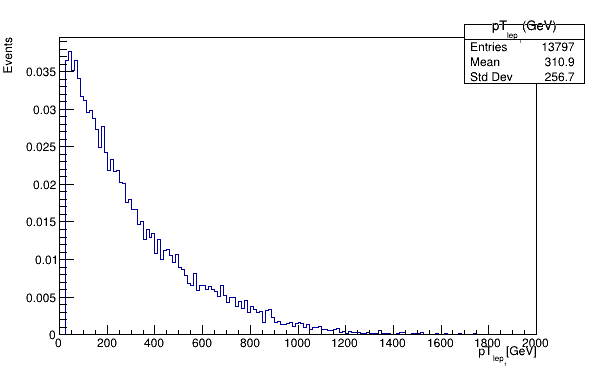 pT_lep_1 (GeV)
Entries 13797
Mean 310.9
Std Dev 256.7
Events
0.035
0.03
0.025
0.02
0.015
0.01
0.005
0
0 200 400 600 800 1000 1200 1400 1600 1800 2000
pT_lep_1[GeV]